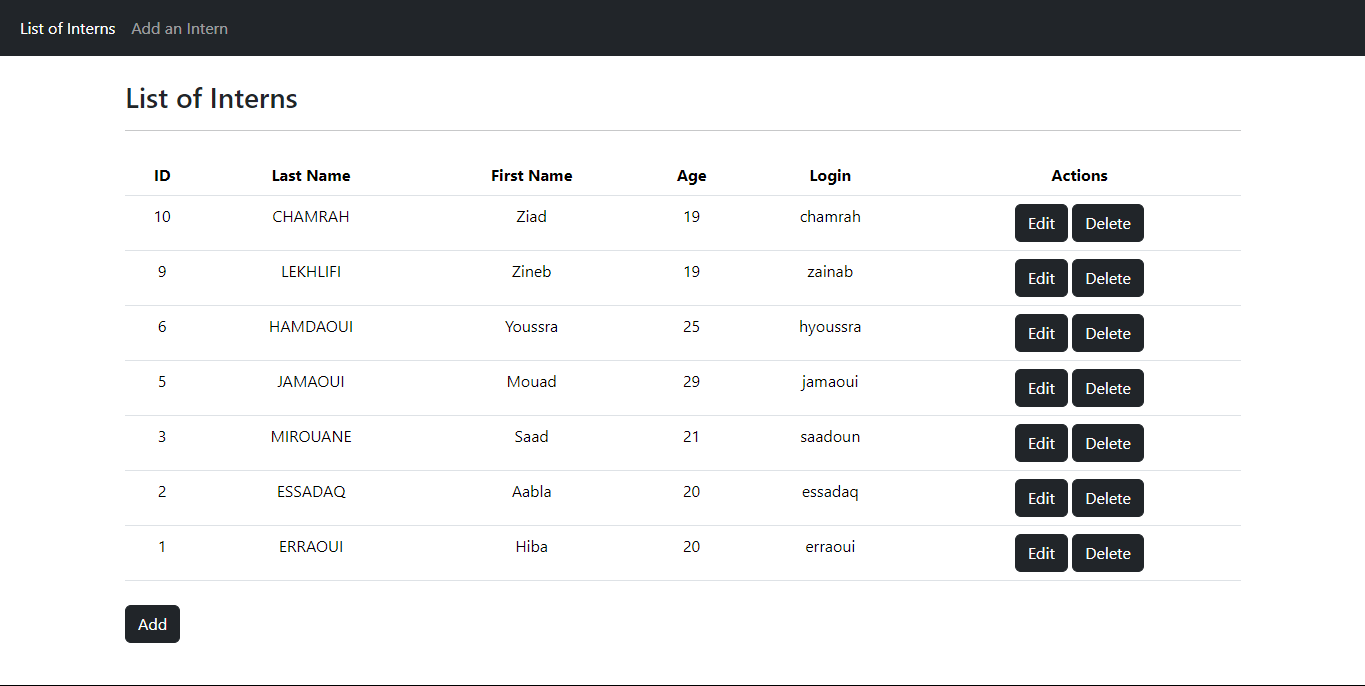 List of Interns Add an Intern
List of Interns
ID Last Name First Name Age Login Actions
10 CHAMRAH Ziad 19 chamrah Edit Delete
9 LEKHLIFI Zineb 19 zainab Edit Delete
6 HAMDAOUI Youssra 25 hyoussra Edit Delete
5 JAMAOUI Mouad 29 jamaoui Edit Delete
3 MIROUANE Saad 21 saadoun Edit Delete
2 ESSADAQ Aabla 20 essadaq Edit Delete
1 ERRAOUI Hiba 20 erraoui Edit Delete
Add